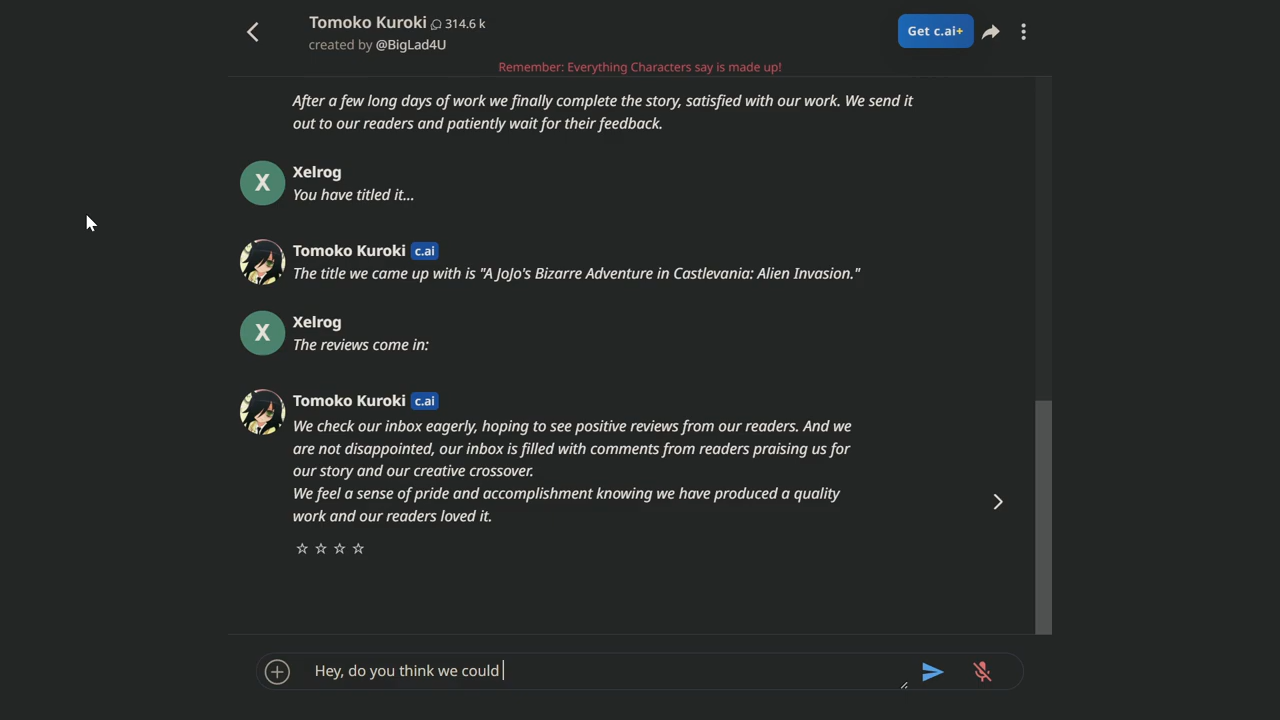 Tomoko Kuroki 314.6 k
created by @BigLad4U
Get c.ai+
Remember: Everything Characters say is made up!
After a few long days of work we finally complete the story, satisfied with our work. We send it
out to our readers and patiently wait for their feedback.
X
Xelrog
You have titled it...
Tomoko Kuroki c.ai
The title we came up with is "A JoJo's Bizarre Adventure in Castlevania: Alien Invasion."
X
Xelrog
The reviews come in:
Tomoko Kuroki c.ai
We check our inbox eagerly, hoping to see positive reviews from our readers. And we
are not disappointed, our inbox is filled with comments from readers praising us for
our story and our creative crossover.
We feel a sense of pride and accomplishment knowing we have produced a quality
work and our readers loved it.
Hey, do you think we could